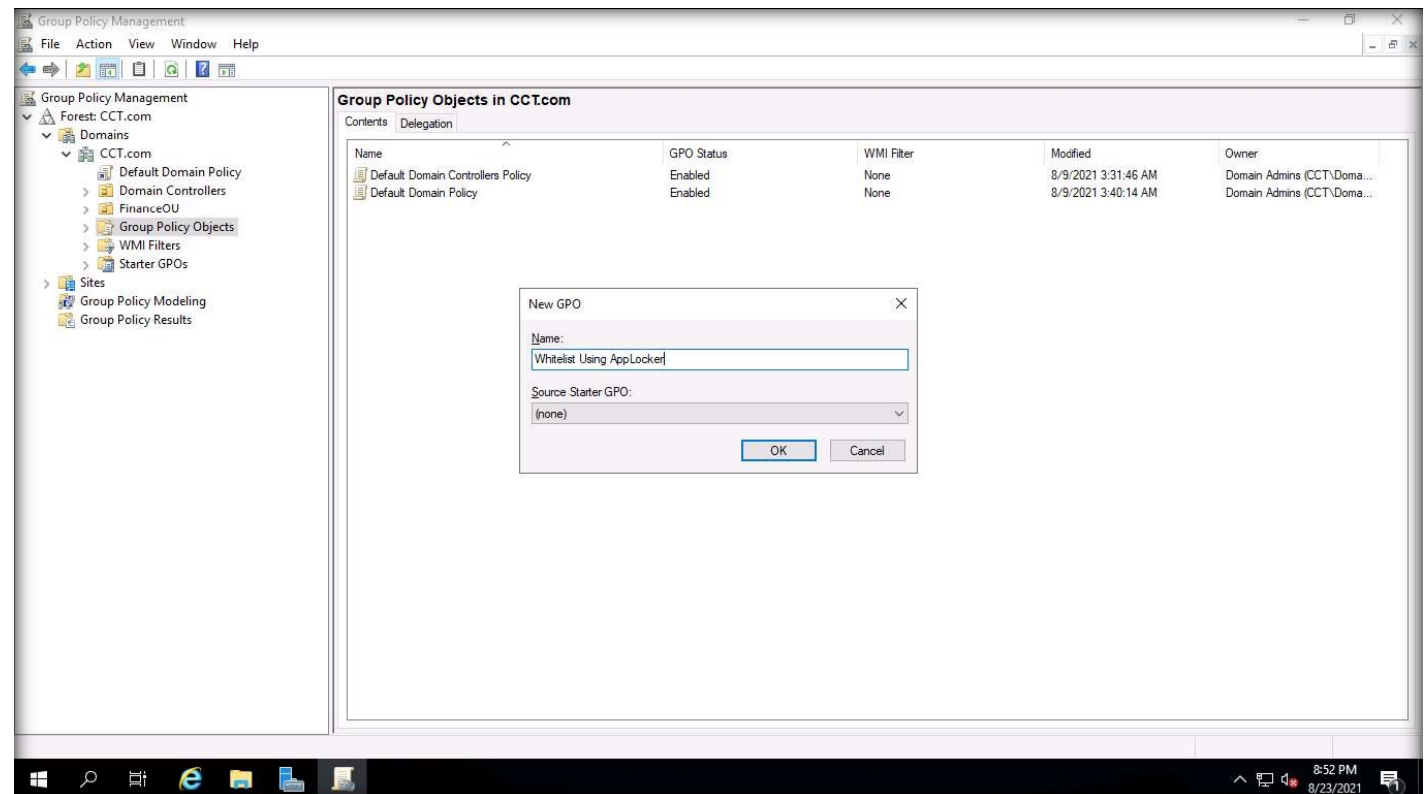 Group Policy Management
File Action View Window Help
Group Policy Management
Forest: CCT.com
Domains
CCT.com
Default Domain Policy
Domain Controllers
FinanceOU
Group Policy Objects
WMI Filters
Starter GPOs
Sites
Group Policy Modeling
Group Policy Results
Group Policy Objects in CCT.com
Contents Delegation
Name GPO Status WMI Filter Modified Owner
Default Domain Controllers Policy Enabled None 8/9/2021 3:31:46 AM Domain Admins (CCT\Doma...
Default Domain Policy Enabled None 8/9/2021 3:40:14 AM Domain Admins (CCT\Doma...
New GPO
Name:
Whitelist Using AppLocker
Source Starter GPO:
(none)
OK Cancel
8:52 PM
8/23/2021
1